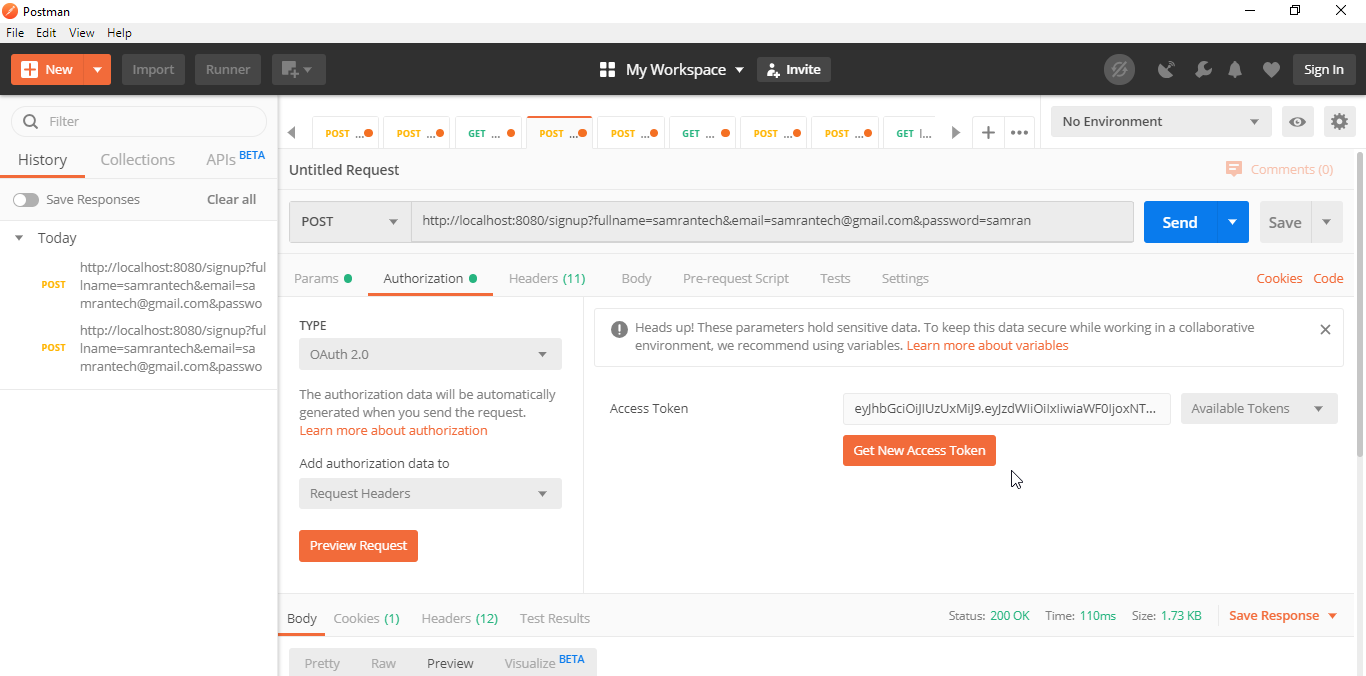 Postman
File Edit View Help
New Import Runner My Workspace Invite Sign In
Filter
History Collections APIs BETA
Save Responses Clear all
Today
POST http://localhost:8080/signup?ful
lname=samrantech&email=sa
mrantech@gmail.com&passwo
POST http://localhost:8080/signup?ful
lname=samrantech&email=sa
mrantech@gmail.com&passwo
POST ... POST ... GET ... POST ... POST ... GET ... POST ... POST ... GET l...
No Environment
Untitled Request Comments (0)
POST http://localhost:8080/signup?fullname=samrantech&email=samrantech@gmail.com&password=samran Send Save
Params Authorization Headers (11) Body Pre-request Script Tests Settings Cookies Code
TYPE
OAuth 2.0
The authorization data will be automatically
generated when you send the request.
Learn more about authorization
Add authorization data to
Request Headers
Preview Request
Heads up! These parameters hold sensitive data. To keep this data secure while working in a collaborative
environment, we recommend using variables. Learn more about variables
Access Token Available Tokens
Get New Access Token
Body Cookies (1) Headers (12) Test Results Status: 200 OK Time: 110ms Size: 1.73 KB Save Response
Pretty Raw Preview Visualize BETA